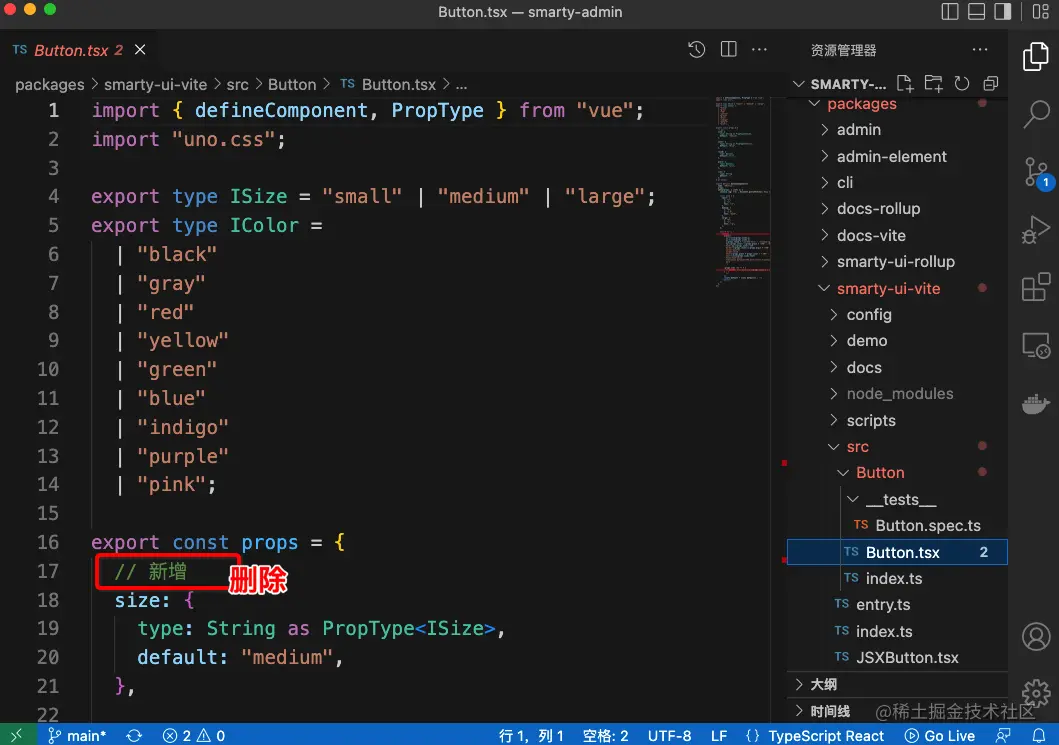 Button.tsx — smarty-admin
TS Button.tsx 2
packages > smarty-ui-vite > src > Button > TS Button.tsx > ...
1 import { defineComponent, PropType } from "vue";
2 import "uno.css";
3
4 export type ISize = "small" | "medium" | "large";
5 export type IColor =
6 | "black"
7 | "gray"
8 | "red"
9 | "yellow"
10 | "green"
11 | "blue"
12 | "indigo"
13 | "purple"
14 | "pink";
15
16 export const props = {
17 // 新增
删除
18 size: {
19 type: String as PropType<ISize>,
20 default: "medium",
21 },
22
资源管理器
SMARTY-...
packages
admin
admin-element
cli
docs-rollup
docs-vite
smarty-ui-rollup
smarty-ui-vite
config
demo
docs
node_modules
scripts
src
Button
__tests__
TS Button.spec.ts
TS Button.tsx 2
TS index.ts
TS entry.ts
TS index.ts
TS JSXButton.tsx
大纲
时间线
1
@稀土掘金技术社区
main* 2 0 行 1，列 1 空格: 2 UTF-8 LF {} TypeScript React Go Live